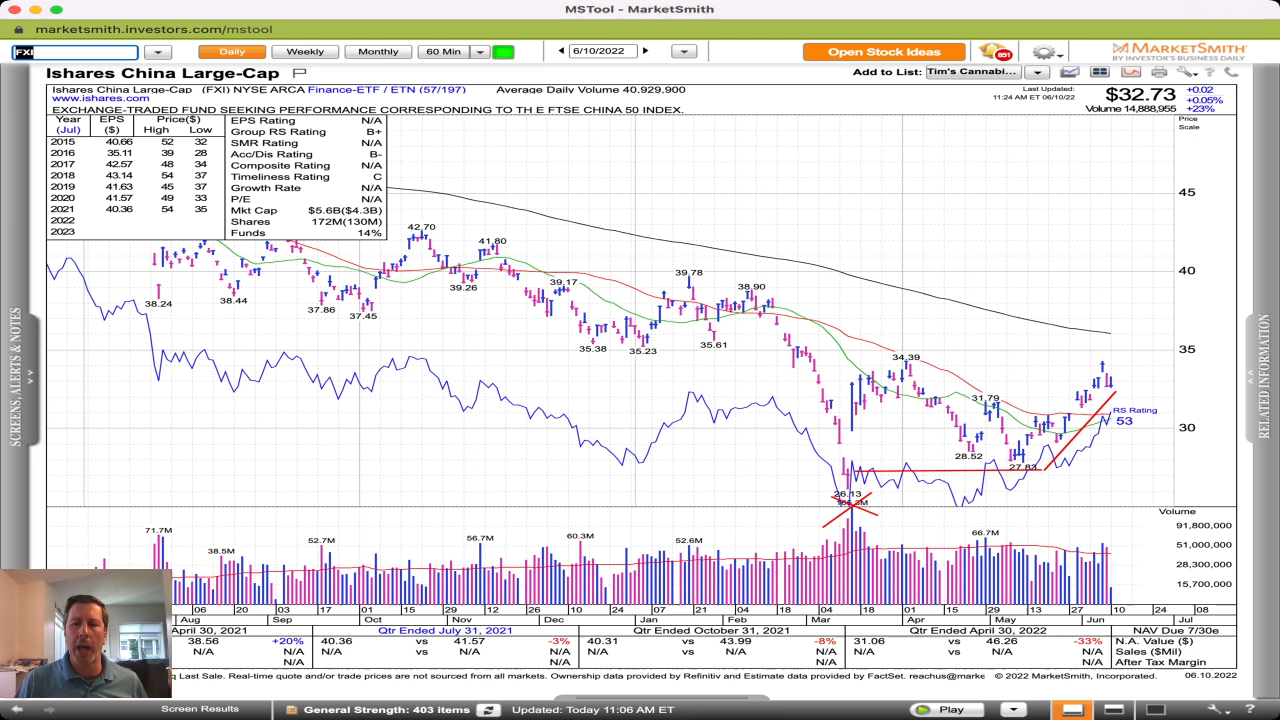 MSTool - MarketSmith
marketsmith.investors.com/mstool
FXI Daily Weekly Monthly 60 Min 6/10/2022 Open Stock Ideas 851 MARKETSMITH
BY INVESTOR'S BUSINESS DAILY
Ishares China Large-Cap Add to List: Tim's Cannabi...
Ishares China Large-Cap (FXI) NYSE ARCA Finance-ETF / ETN (57/197) Average Daily Volume 40,929,900
www.ishares.com
EXCHANGE-TRADED FUND SEEKING PERFORMANCE CORRESPONDING TO TH E FTSE CHINA 50 INDEX.
Last Updated:
11:24 AM ET 06/10/22
$32.73 +0.02
+0.05%
Volume 14,888,955 +23%
Year EPS Price($)
(Jul) ($) High Low
2015 40.66 52 32
2016 35.11 39 28
2017 42.57 48 34
2018 43.14 54 37
2019 41.63 45 37
2020 41.57 49 33
2021 40.36 54 35
2022
2023
EPS Rating N/A
Group RS Rating B+
SMR Rating N/A
Acc/Dis Rating B-
Composite Rating N/A
Timeliness Rating C
Growth Rate N/A
P/E N/A
Mkt Cap $5.6B($4.3B)
Shares 172M(130M)
Funds 14%
Price
Scale
45
40
35
30
42.70
41.80
39.78
39.26
39.17
38.90
38.24
38.44
37.86
37.45
35.38
35.23
35.61
34.39
31.79
28.52
27.83
26.13
RS Rating
53
SCREENS, ALERTS & NOTES
RELATED INFORMATION
Volume
91,800,000
51,000,000
28,300,000
15,700,000
71.7M
38.5M
52.7M
56.7M
60.3M
52.6M
66.7M
06 20 03 17 01 15 29 12 26 10 24 07 21 04 18 04 18 01 15 29 13 27 10 24 08
Aug Sep Oct Nov Dec Jan Feb Mar Apr May Jun Jul
April 30, 2021 Qtr Ended July 31, 2021 Qtr Ended October 31, 2021 Qtr Ended April 30, 2022 NAV Due 7/30e
38.56 +20% 40.36 vs 41.57 -3% 40.31 vs 43.99 -8% 31.06 vs 46.26 -33% N.A. Value ($)
N/A N/A N/A vs N/A N/A N/A vs N/A N/A N/A vs N/A N/A Sales ($Mil)
N/A N/A N/A N/A After Tax Margin
q Last Sale. Real-time quote and/or trade prices are not sourced from all markets. Ownership data provided by Refinitiv and Estimate data provided by FactSet. reachus@marke © 2022 MarketSmith, Incorporated. 06.10.2022
Screen Results General Strength: 403 items Updated: Today 11:06 AM ET Play